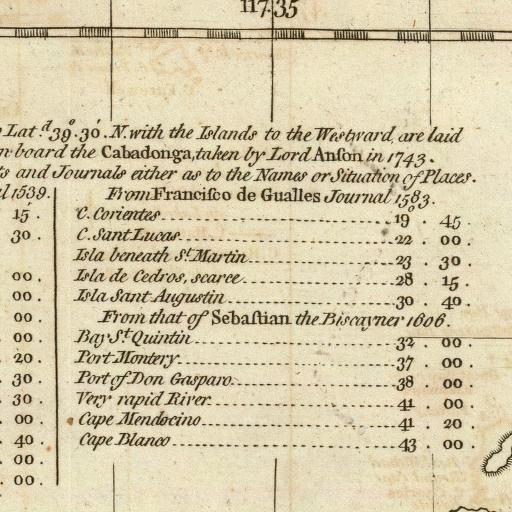 117.35
Lat.d 39°.30'. N. with the Islands to the Westward, are laid
board the Cabadonga, taken by Lord Anſon in 1743.
and Journals either as to the Names or Situation of Places.
1539.
From Franciſco de Gualles Journal 1583.
15. C. Corientes 19°. 45
30. C. Sant Lucas 22. 00.
Isla beneath St. Martin 23. 30.
00. Isla de Cedros, scarce 28. 15.
00. Isla Sant Augustin 30. 40.
00. From that of Sebaſtian the Biscayner 1606.
00. Bay St. Quintin 32. 00.
20. Port Montery 37. 00.
30. Port of Don Gasparo 38. 00.
30. Very rapid River 41. 00.
00. Cape Mendocino 41. 20.
40. Cape Blanco 43. 00.
00.
00.